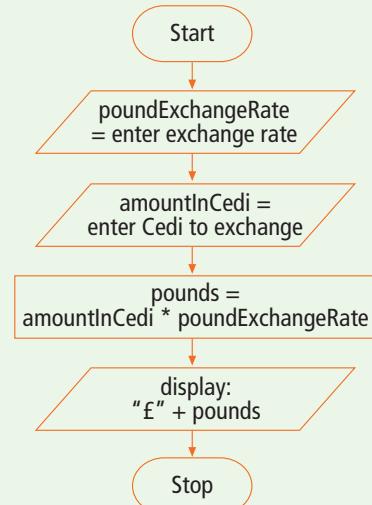 Start
poundExchangeRate
= enter exchange rate
amountInCedi =
enter Cedi to exchange
pounds =
amountInCedi * poundExchangeRate
display:
“£” + pounds
Stop